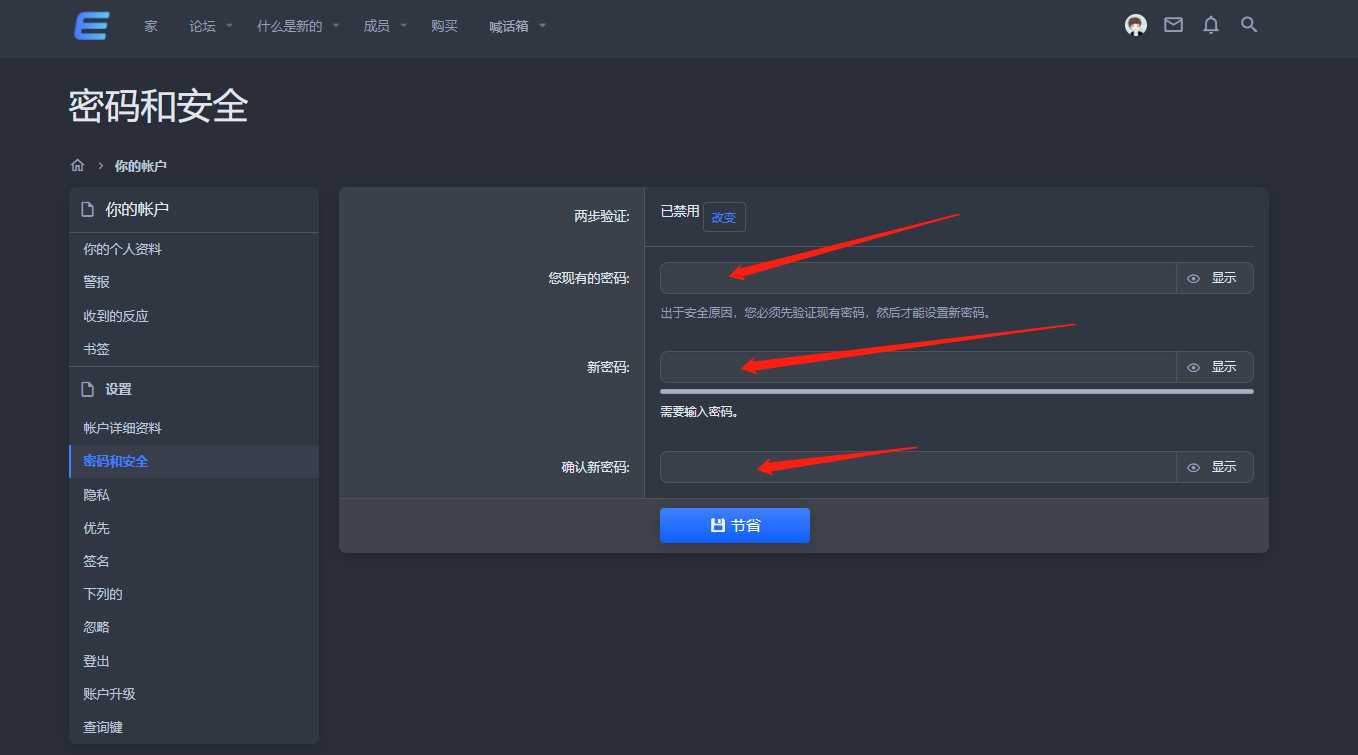 家 论坛 什么是新的 成员 购买 喊话箱
密码和安全
你的帐户
你的帐户
你的个人资料
警报
收到的反应
书签
设置
帐户详细资料
密码和安全
隐私
优先
签名
下列的
忽略
登出
账户升级
查询键
两步验证: 已禁用 改变
您现有的密码: 显示
出于安全原因，您必须先验证现有密码，然后才能设置新密码。
新密码: 显示
需要输入密码。
确认新密码: 显示
节省